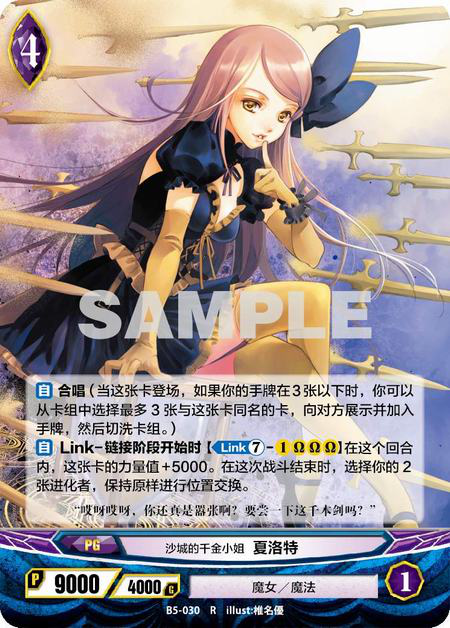 4
SAMPLE
自 合唱（当这张卡登场，如果你的手牌在3张以下时，你可以
从卡组中选择最多 3 张与这张卡同名的卡，向对方展示并加入
手牌，然后切洗卡组。）
自 Link-链接阶段开始时【Link⑦-1ΩΩΩ】在这个回合
内，这张卡的力量值+5000。在这次战斗结束时，选择你的 2
张进化者，保持原样进行位置交换。
“哎呀哎呀，你还真是嚣张啊？要尝一下这千本剑吗？”
PG 沙城的千金小姐 夏洛特
P 9000 / 4000 G 魔女／魔法 1
B5-030 R illust:椎名優